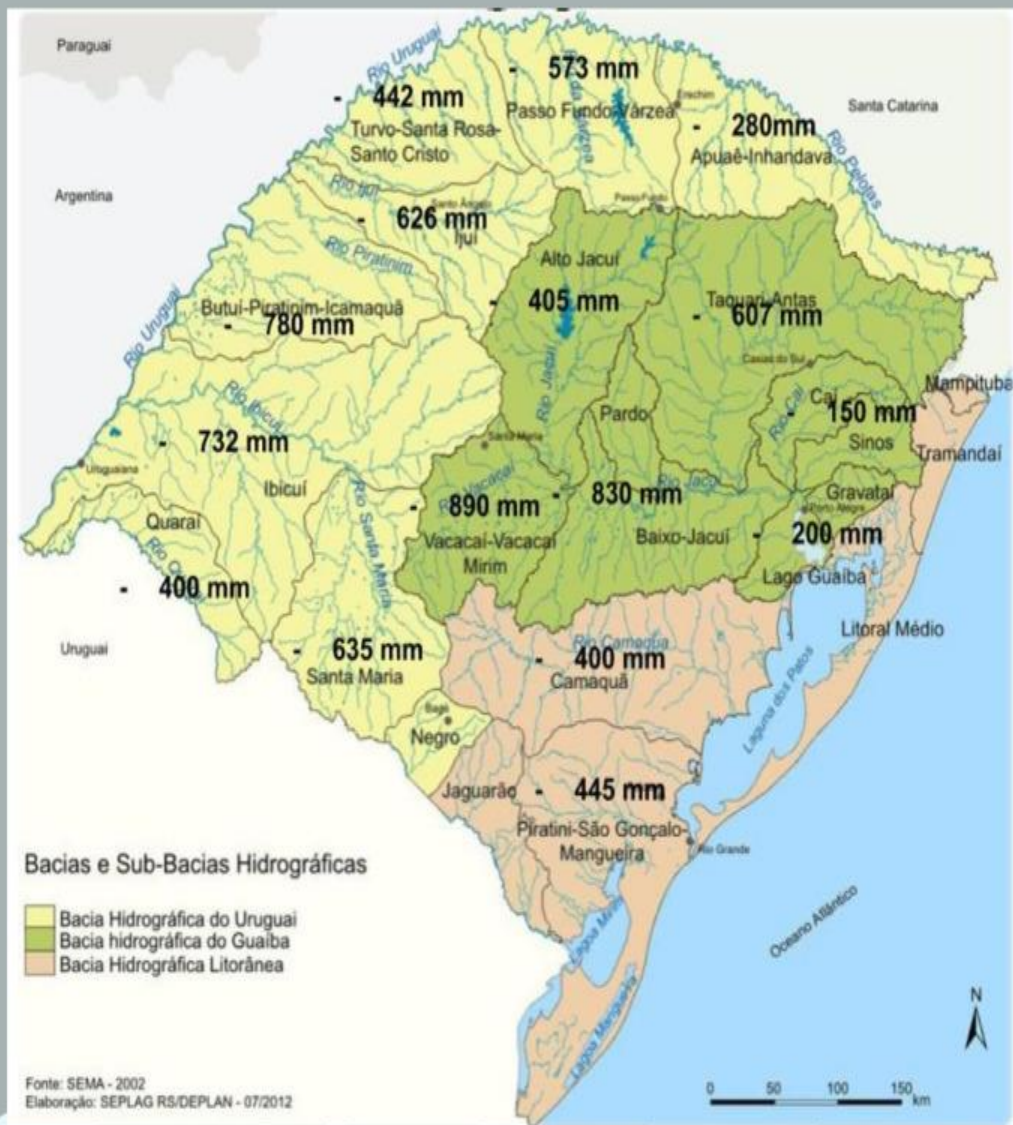 Paraguai
Rio Uruguai
- 573 mm
Passo Fundo-Várzea
Erechim
Santa Catarina
- 442 mm
Turvo-Santa Rosa-
Santo Cristo
- 280mm
Apuaê-Inhandava
Rio Pelotas
Argentina
Rio Ijuí
Santo Ângelo
- 626 mm
Ijuí
Passo Fundo
Rio Piratinim
Alto Jacuí
Butuí-Piratinim-Icamaquã
- 780 mm
- 405 mm
Taquari-Antas
- 607 mm
Rio Uruguai
Rio Jacuí
Caxias do Sul
Mampituba
Rio Ibicuí
Pardo
Caí
Rio Caí
- 150 mm
Sinos
Tramandaí
- 732 mm
Santa Maria
Uruguaiana
Ibicuí
Rio Vacacaí
- 890 mm
830 mm
Rio Jacuí
Gravataí
Porto Alegre
Quaraí
Rio Santa Maria
Vacacaí-Vacacaí
Mirim
Baixo-Jacuí
- 200 mm
Lago Guaíba
- 400 mm
Uruguai
Litoral Médio
- 635 mm
Santa Maria
Rio Camaquã
- 400 mm
Camaquã
Laguna dos Patos
Bagé
Negro
Jaguarão
- 445 mm
Piratini-São Gonçalo-
Mangueira
Rio Grande
Lagoa Mirim
Lagoa Mangueira
Oceano Atlântico
Bacias e Sub-Bacias Hidrográficas
Bacia Hidrográfica do Uruguai
Bacia hidrográfica do Guaíba
Bacia Hidrográfica Litorânea
N
0 50 100 150
km
Fonte: SEMA - 2002
Elaboração: SEPLAG RS/DEPLAN - 07/2012